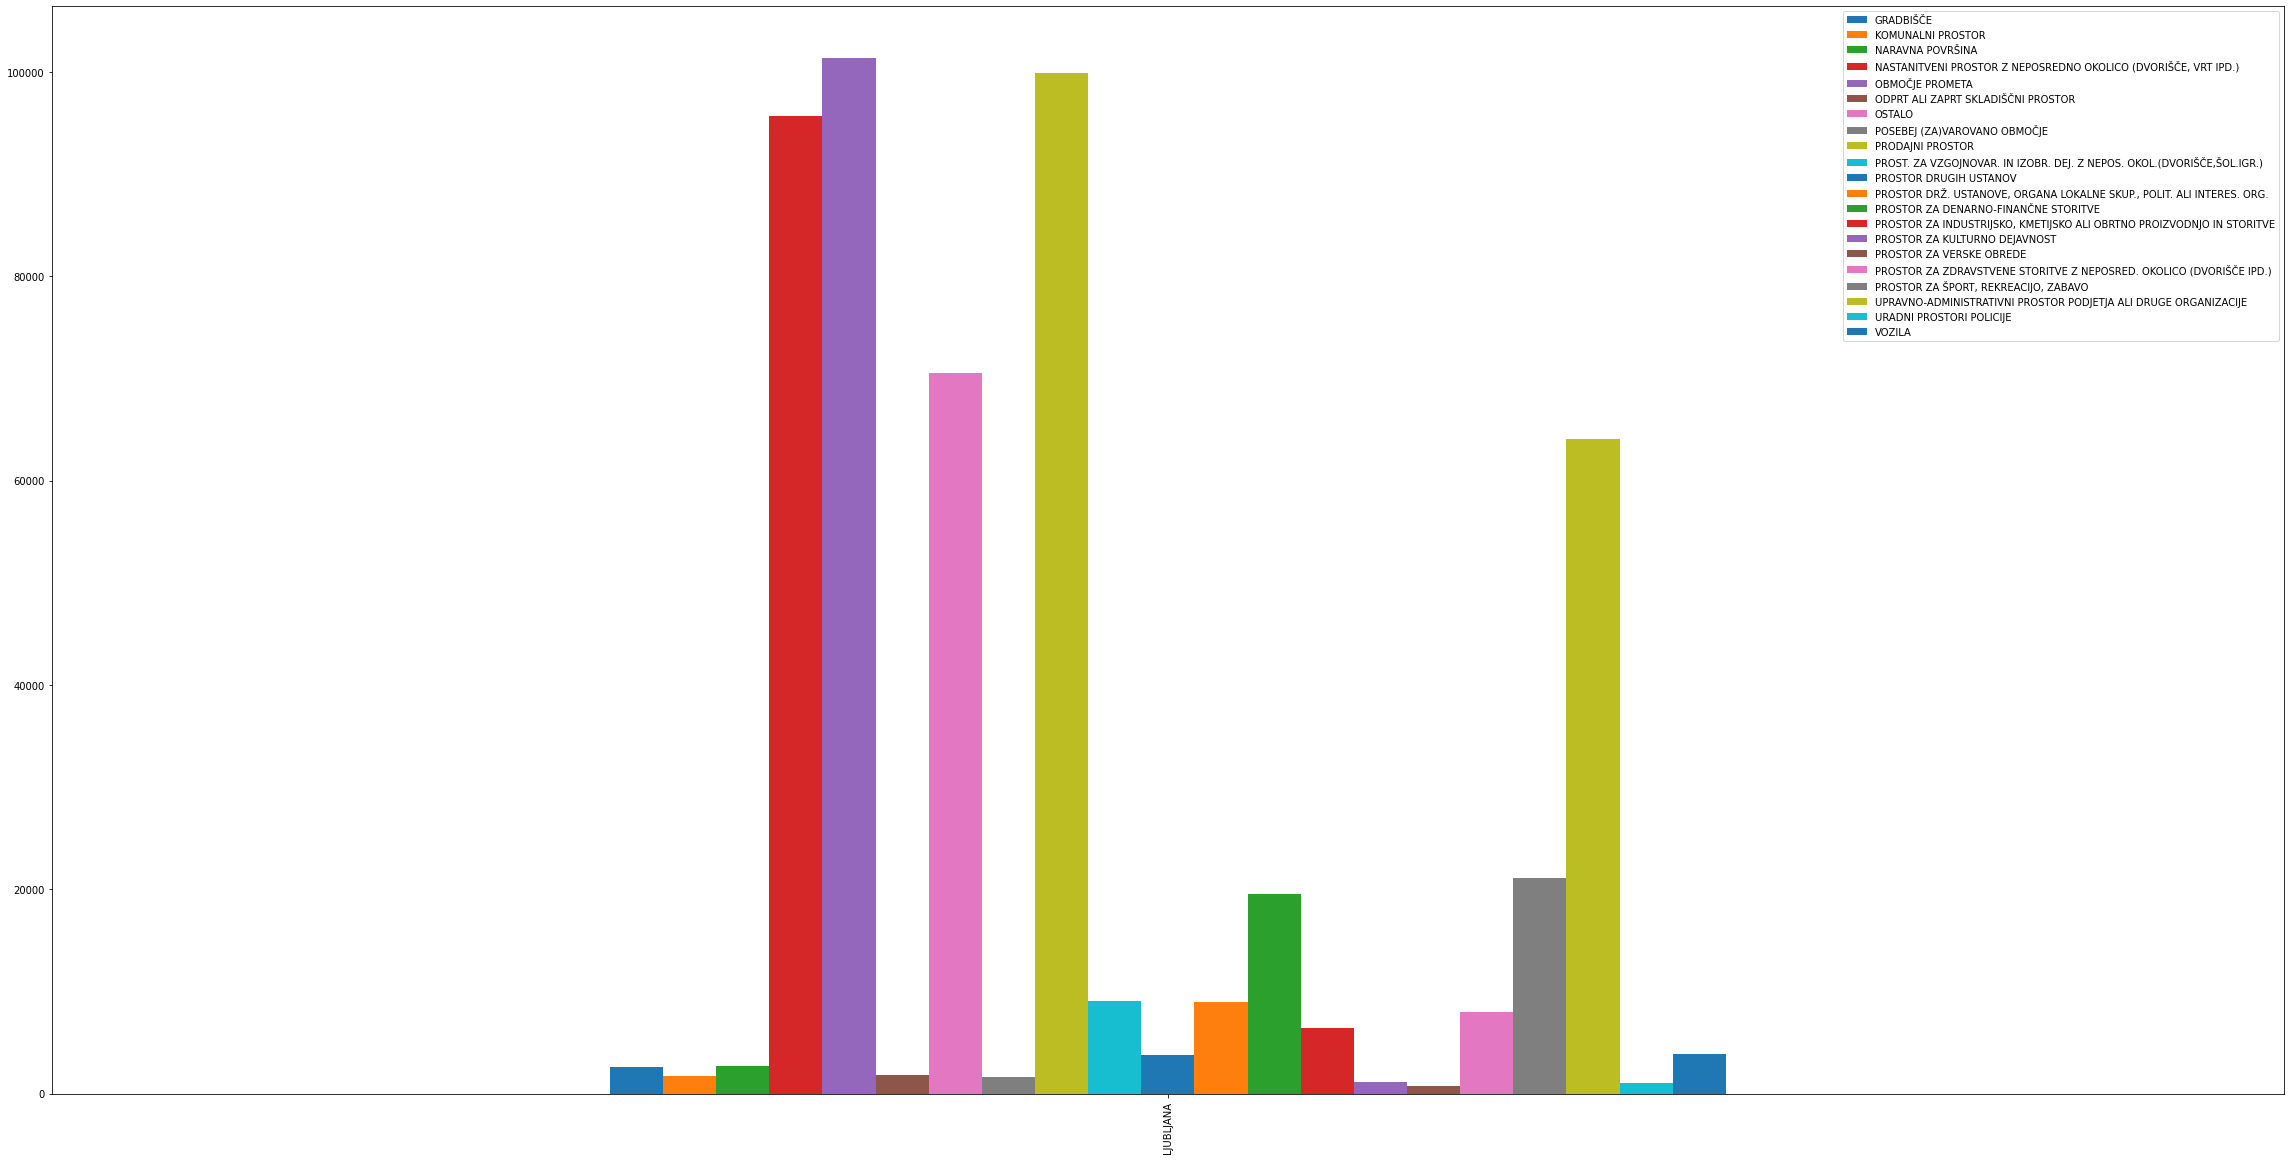 100000
80000
60000
40000
20000
0
LJUBLJANA
GRADBIŠČE
KOMUNALNI PROSTOR
NARAVNA POVRŠINA
NASTANITVENI PROSTOR Z NEPOSREDNO OKOLICO (DVORIŠČE, VRT IPD.)
OBMOČJE PROMETA
ODPRT ALI ZAPRT SKLADIŠČNI PROSTOR
OSTALO
POSEBEJ (ZA)VAROVANO OBMOČJE
PRODAJNI PROSTOR
PROST. ZA VZGOJNOVAR. IN IZOBR. DEJ. Z NEPOS. OKOL.(DVORIŠČE,ŠOL.IGR.)
PROSTOR DRUGIH USTANOV
PROSTOR DRŽ. USTANOVE, ORGANA LOKALNE SKUP., POLIT. ALI INTERES. ORG.
PROSTOR ZA DENARNO-FINANČNE STORITVE
PROSTOR ZA INDUSTRIJSKO, KMETIJSKO ALI OBRTNO PROIZVODNJO IN STORITVE
PROSTOR ZA KULTURNO DEJAVNOST
PROSTOR ZA VERSKE OBREDE
PROSTOR ZA ZDRAVSTVENE STORITVE Z NEPOSRED. OKOLICO (DVORIŠČE IPD.)
PROSTOR ZA ŠPORT, REKREACIJO, ZABAVO
UPRAVNO-ADMINISTRATIVNI PROSTOR PODJETJA ALI DRUGE ORGANIZACIJE
URADNI PROSTORI POLICIJE
VOZILA